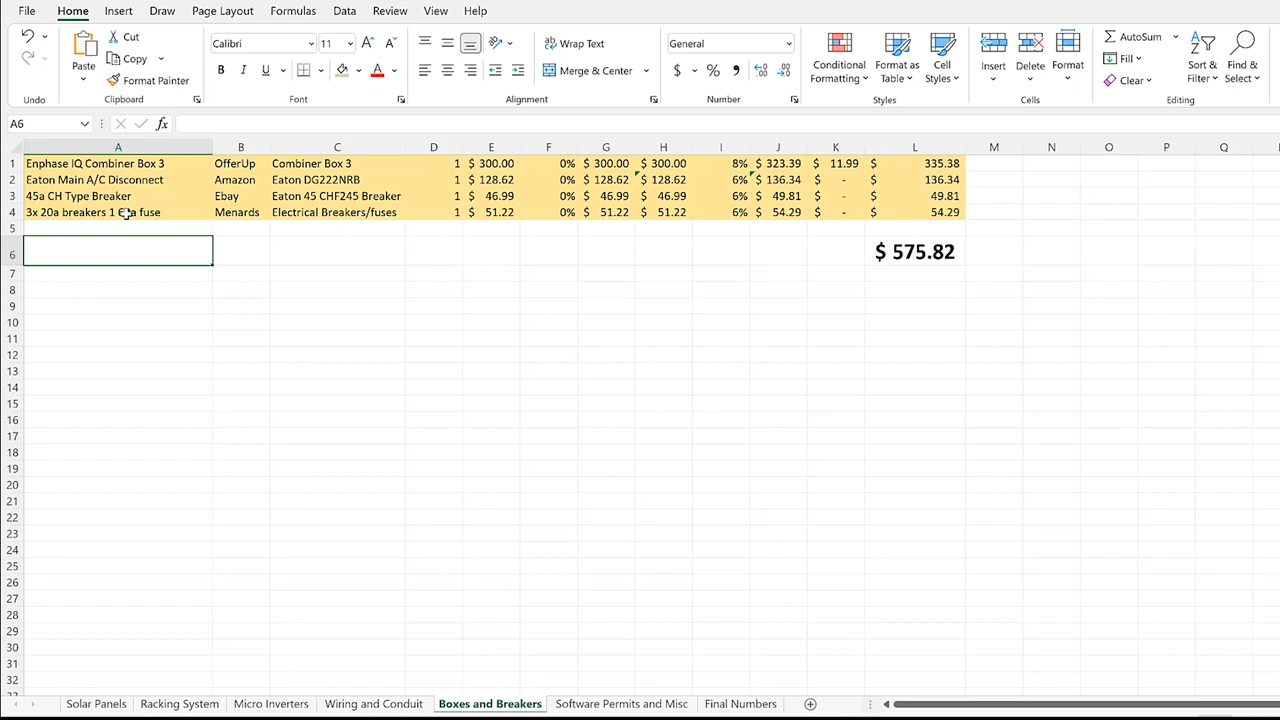 File Home Insert Draw Page Layout Formulas Data Review View Help
Cut
Calibri 11 A^ A˅
Wrap Text
General
AutoSum
Copy
Fill
Paste
Format Painter
B I U A
Merge & Center
$ % 9
Conditional Formatting
Format as Table
Cell Styles
Insert Delete Format
Clear
Sort & Filter
Find & Select
Undo Clipboard Font Alignment Number Styles Cells Editing
A6 fx
A B C D E F G H I J K L M N O P Q R
1 Enphase IQ Combiner Box 3 OfferUp Combiner Box 3 1 $ 300.00 0% $ 300.00 $ 300.00 8% $ 323.39 $ 11.99 $ 335.38
2 Eaton Main A/C Disconnect Amazon Eaton DG222NRB 1 $ 128.62 0% $ 128.62 $ 128.62 6% $ 136.34 $ - $ 136.34
3 45a CH Type Breaker Ebay Eaton 45 CHF245 Breaker 1 $ 46.99 0% $ 46.99 $ 46.99 6% $ 49.81 $ - $ 49.81
4 3x 20a breakers 1 fuse Menards Electrical Breakers/fuses 1 $ 51.22 0% $ 51.22 $ 51.22 6% $ 54.29 $ - $ 54.29
5
6 $ 575.82
7
8
9
10
11
12
13
14
15
16
17
18
19
20
21
22
23
24
25
26
27
28
29
30
31
32
Solar Panels Racking System Micro Inverters Wiring and Conduit Boxes and Breakers Software Permits and Misc Final Numbers